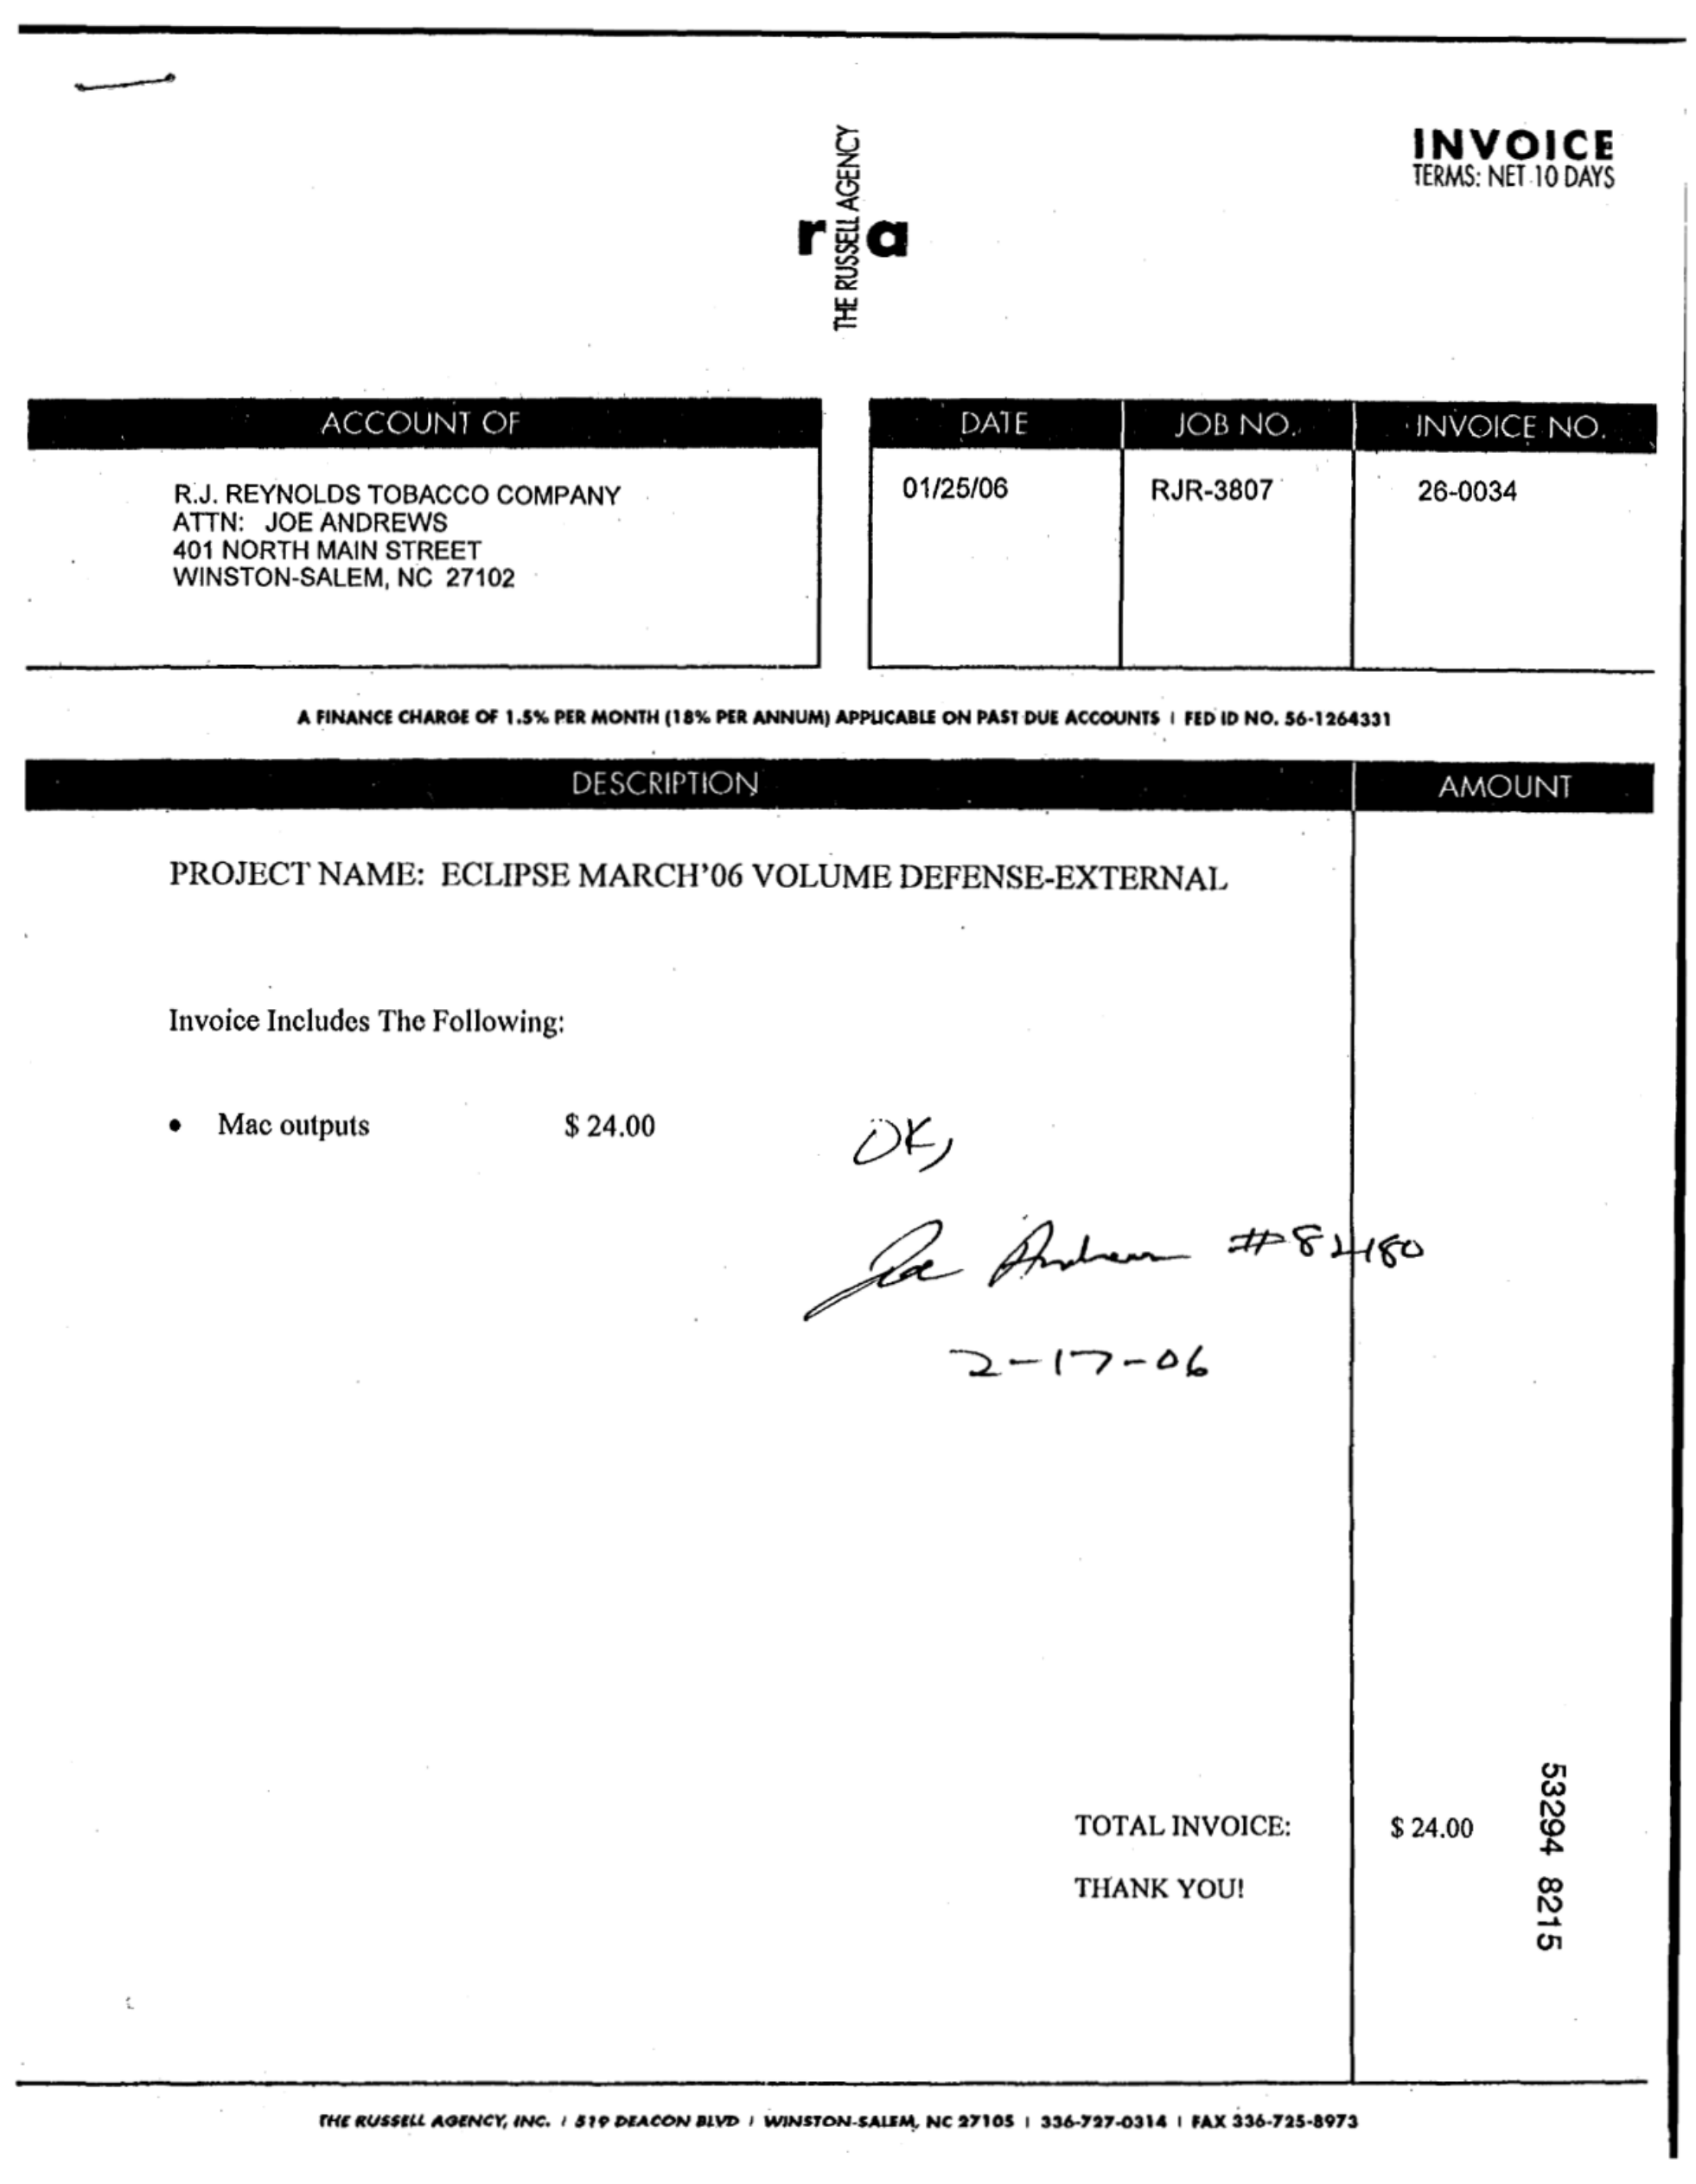 INVOICE
TERMS: NET 10 DAYS
THE RUSSELL AGENCY
r a
ACCOUNT OF
R.J. REYNOLDS TOBACCO COMPANY
ATTN: JOE ANDREWS
401 NORTH MAIN STREET
WINSTON-SALEM, NC 27102
DATE JOB NO. INVOICE NO.
01/25/06 RJR-3807 26-0034
A FINANCE CHARGE OF 1.5% PER MONTH (18% PER ANNUM) APPLICABLE ON PAST DUE ACCOUNTS | FED ID NO. 56-1264331
DESCRIPTION AMOUNT
PROJECT NAME: ECLIPSE MARCH'06 VOLUME DEFENSE-EXTERNAL
Invoice Includes The Following:
• Mac outputs $ 24.00
OK,
Joe Andrews #82180
2-17-06
TOTAL INVOICE: $ 24.00
THANK YOU!
53294 8215
THE RUSSELL AGENCY, INC. | 519 DEACON BLVD | WINSTON-SALEM, NC 27105 | 336-727-0314 | FAX 336-725-8973